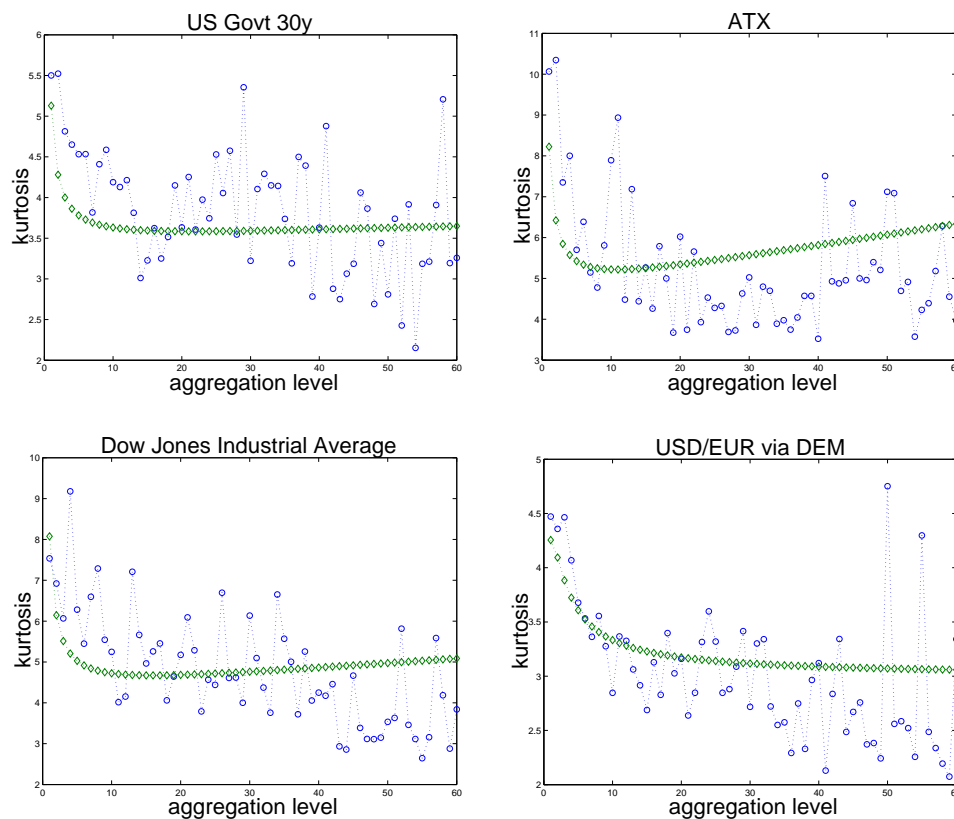 US Govt 30y
6
5.5
5
4.5
4
3.5
3
2.5
2
kurtosis
0 10 20 30 40 50 60
aggregation level
ATX
11
10
9
8
7
6
5
4
3
kurtosis
0 10 20 30 40 50 60
aggregation level
Dow Jones Industrial Average
10
9
8
7
6
5
4
3
2
kurtosis
0 10 20 30 40 50 60
aggregation level
USD/EUR via DEM
5
4.5
4
3.5
3
2.5
2
kurtosis
0 10 20 30 40 50 60
aggregation level